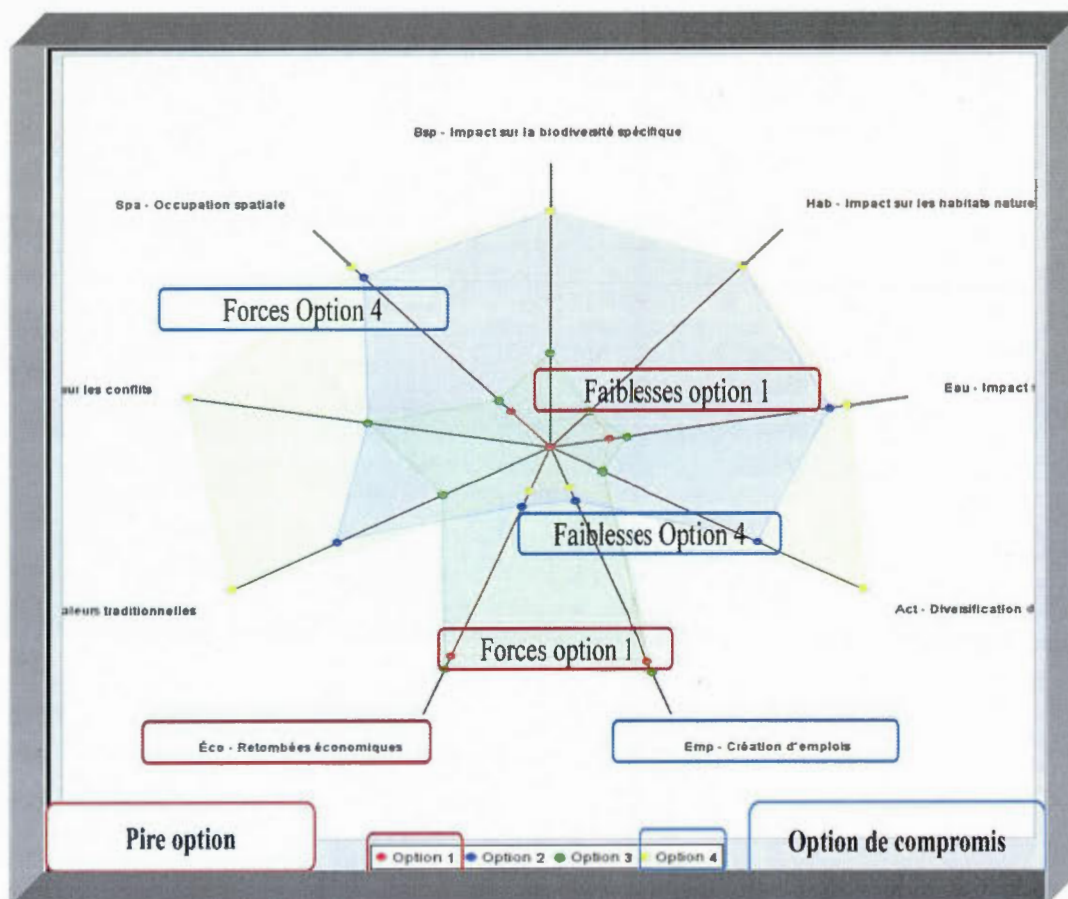 Bsp - Impact sur la biodiversité spécifique
Spa - Occupation spatiale
Hab - Impact sur les habitats nature
Forces Option 4
sur les conflits
Faiblesses option 1
Eau - Impact
Faiblesses Option 4
aleurs traditionnelles
Act - Diversification d
Forces option 1
Éco - Retombées économiques
Emp - Création d'emplois
Pire option
Option 1 Option 2 Option 3 Option 4
Option de compromis